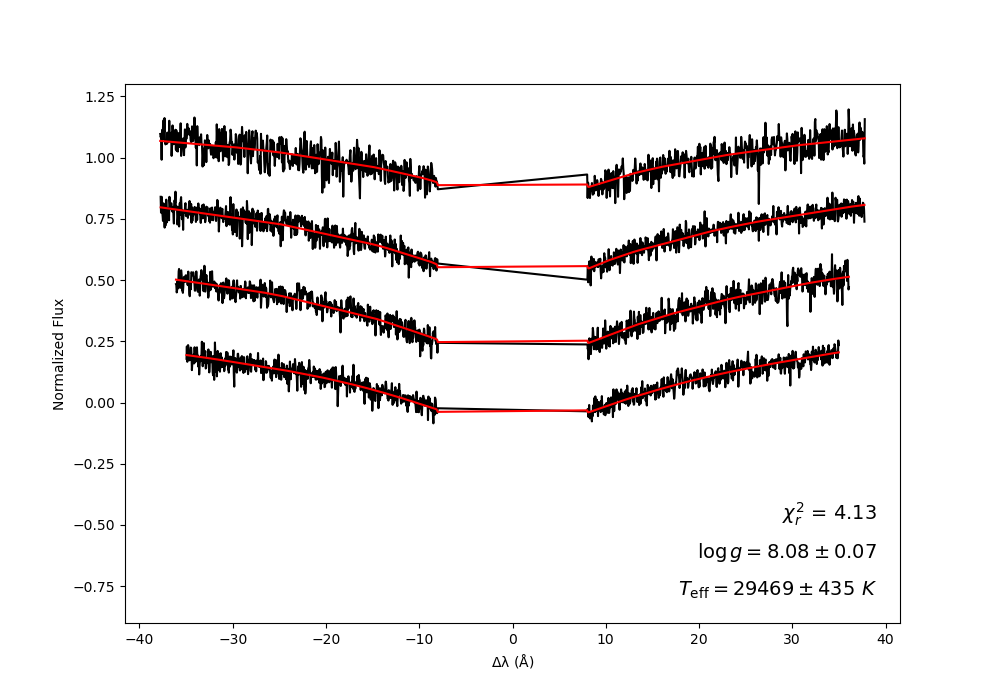 1.25
1.00
0.75
0.50
0.25
0.00
−0.25
−0.50
−0.75
Normalized Flux
χ²ᵣ = 4.13
log g = 8.08 ± 0.07
T_eff = 29469 ± 435 K
−40 −30 −20 −10 0 10 20 30 40
Δλ (Å)